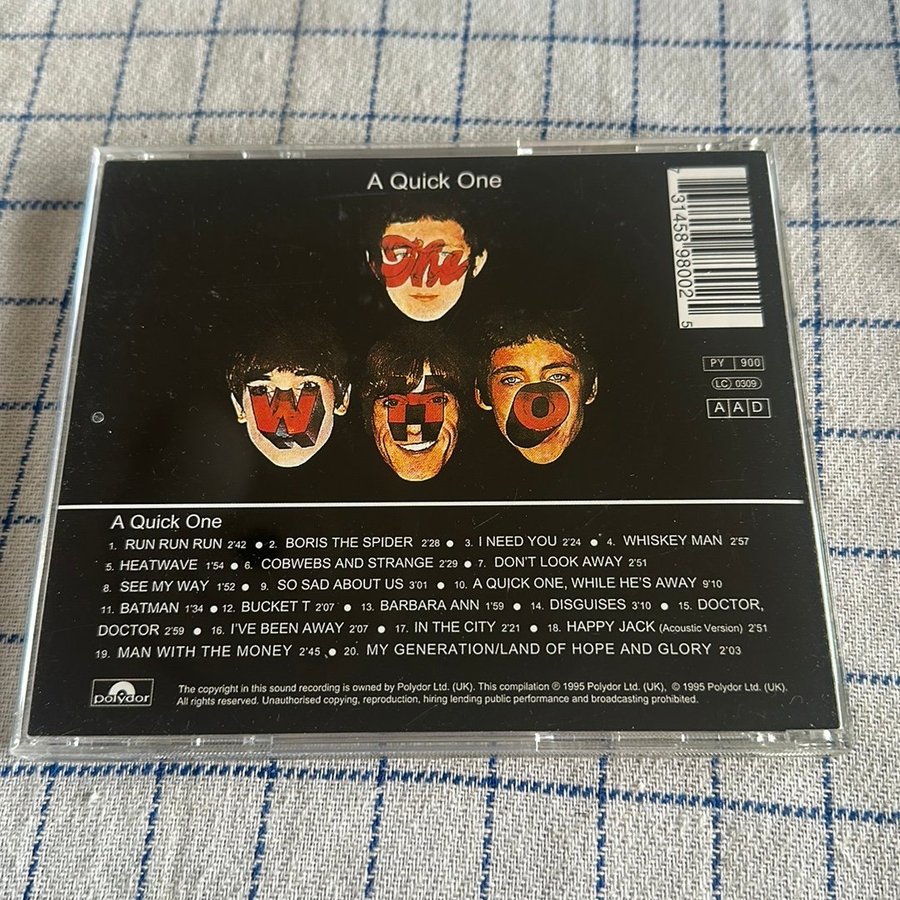 A Quick One
7 31458 98002 5
The
W H O
PY 900
LC 0309
A A D
A Quick One
1. RUN RUN RUN 2'42 ● 2. BORIS THE SPIDER 2'28 ● 3. I NEED YOU 2'24 ● 4. WHISKEY MAN 2'57
5. HEATWAVE 1'54 ● 6. COBWEBS AND STRANGE 2'29 ● 7. DON'T LOOK AWAY 2'51
8. SEE MY WAY 1'52 ● 9. SO SAD ABOUT US 3'01 ● 10. A QUICK ONE, WHILE HE'S AWAY 9'10
11. BATMAN 1'34 ● 12. BUCKET T 2'07 ● 13. BARBARA ANN 1'59 ● 14. DISGUISES 3'10 ● 15. DOCTOR,
DOCTOR 2'59 ● 16. I'VE BEEN AWAY 2'07 ● 17. IN THE CITY 2'21 ● 18. HAPPY JACK (Acoustic Version) 2'51
19. MAN WITH THE MONEY 2'45 ● 20. MY GENERATION/LAND OF HOPE AND GLORY 2'03
polydor
The copyright in this sound recording is owned by Polydor Ltd. (UK). This compilation ℗ 1995 Polydor Ltd. (UK), © 1995 Polydor Ltd. (UK).
All rights reserved. Unauthorised copying, reproduction, hiring lending public performance and broadcasting prohibited.